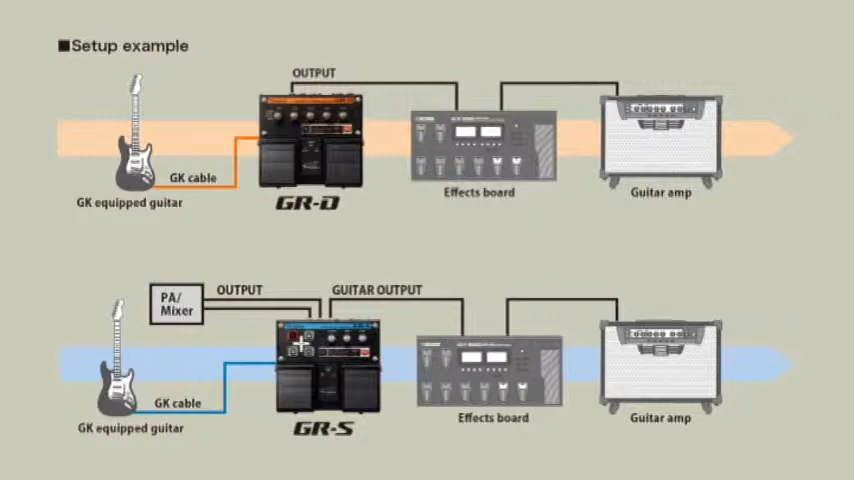 ■Setup example
OUTPUT
GK cable
GK equipped guitar
GR-D
Effects board
Guitar amp
PA/
Mixer
OUTPUT
GUITAR OUTPUT
GK cable
GK equipped guitar
GR-S
Effects board
Guitar amp